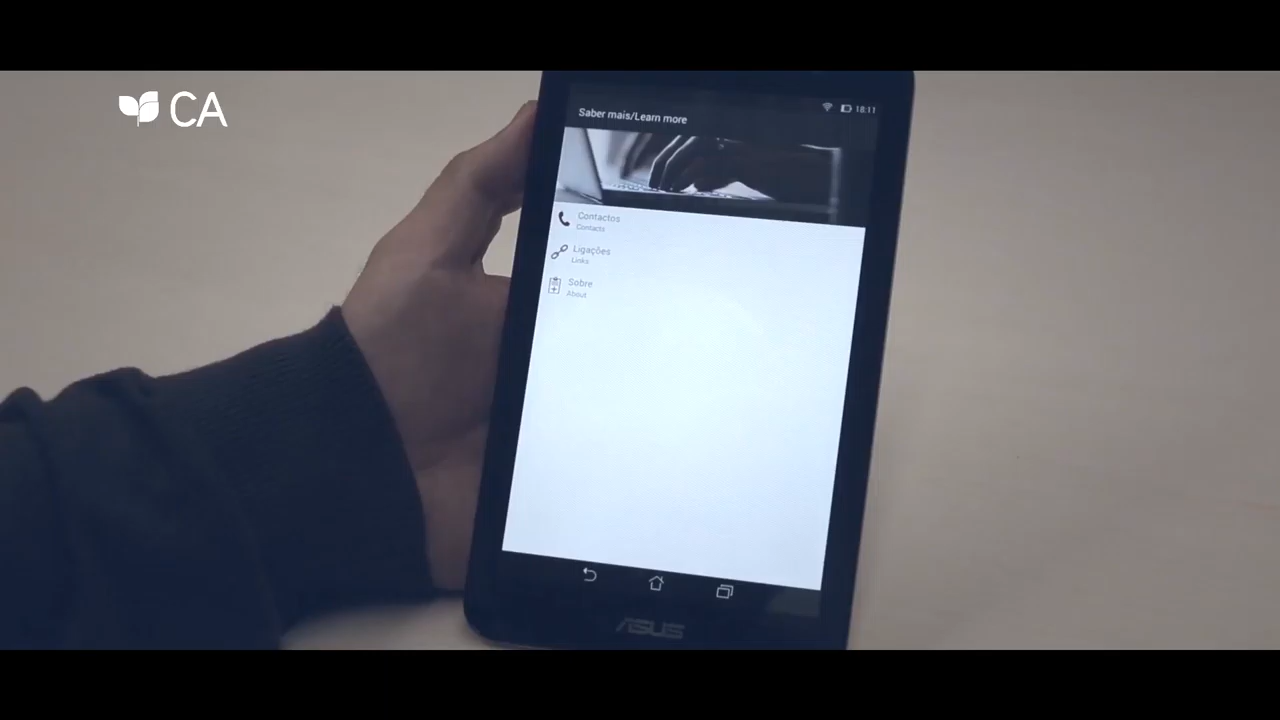 CA
18:11
Saber mais/Learn more
Contactos
Contacts
Ligações
Links
Sobre
About
ASUS